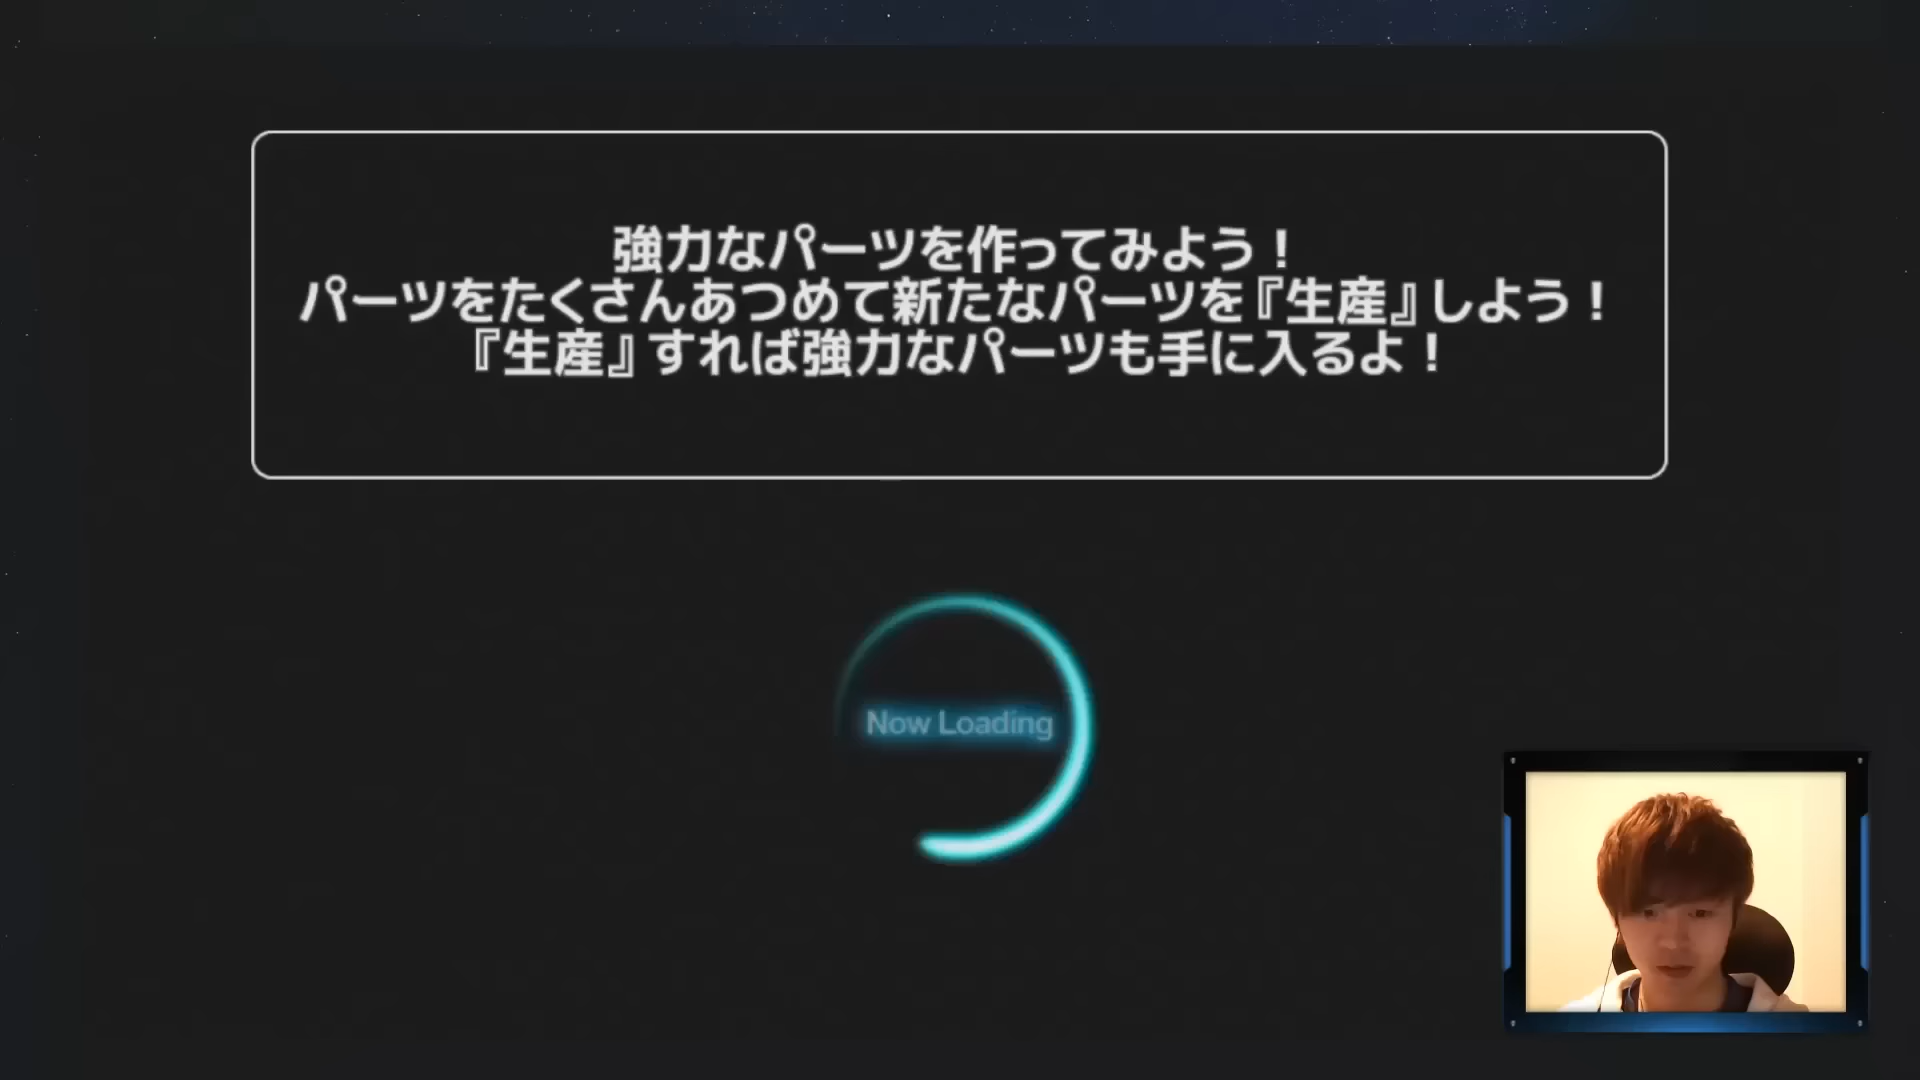 強力なパーツを作ってみよう！
パーツをたくさんあつめて新たなパーツを『生産』しよう！
『生産』すれば強力なパーツも手に入るよ！
Now Loading